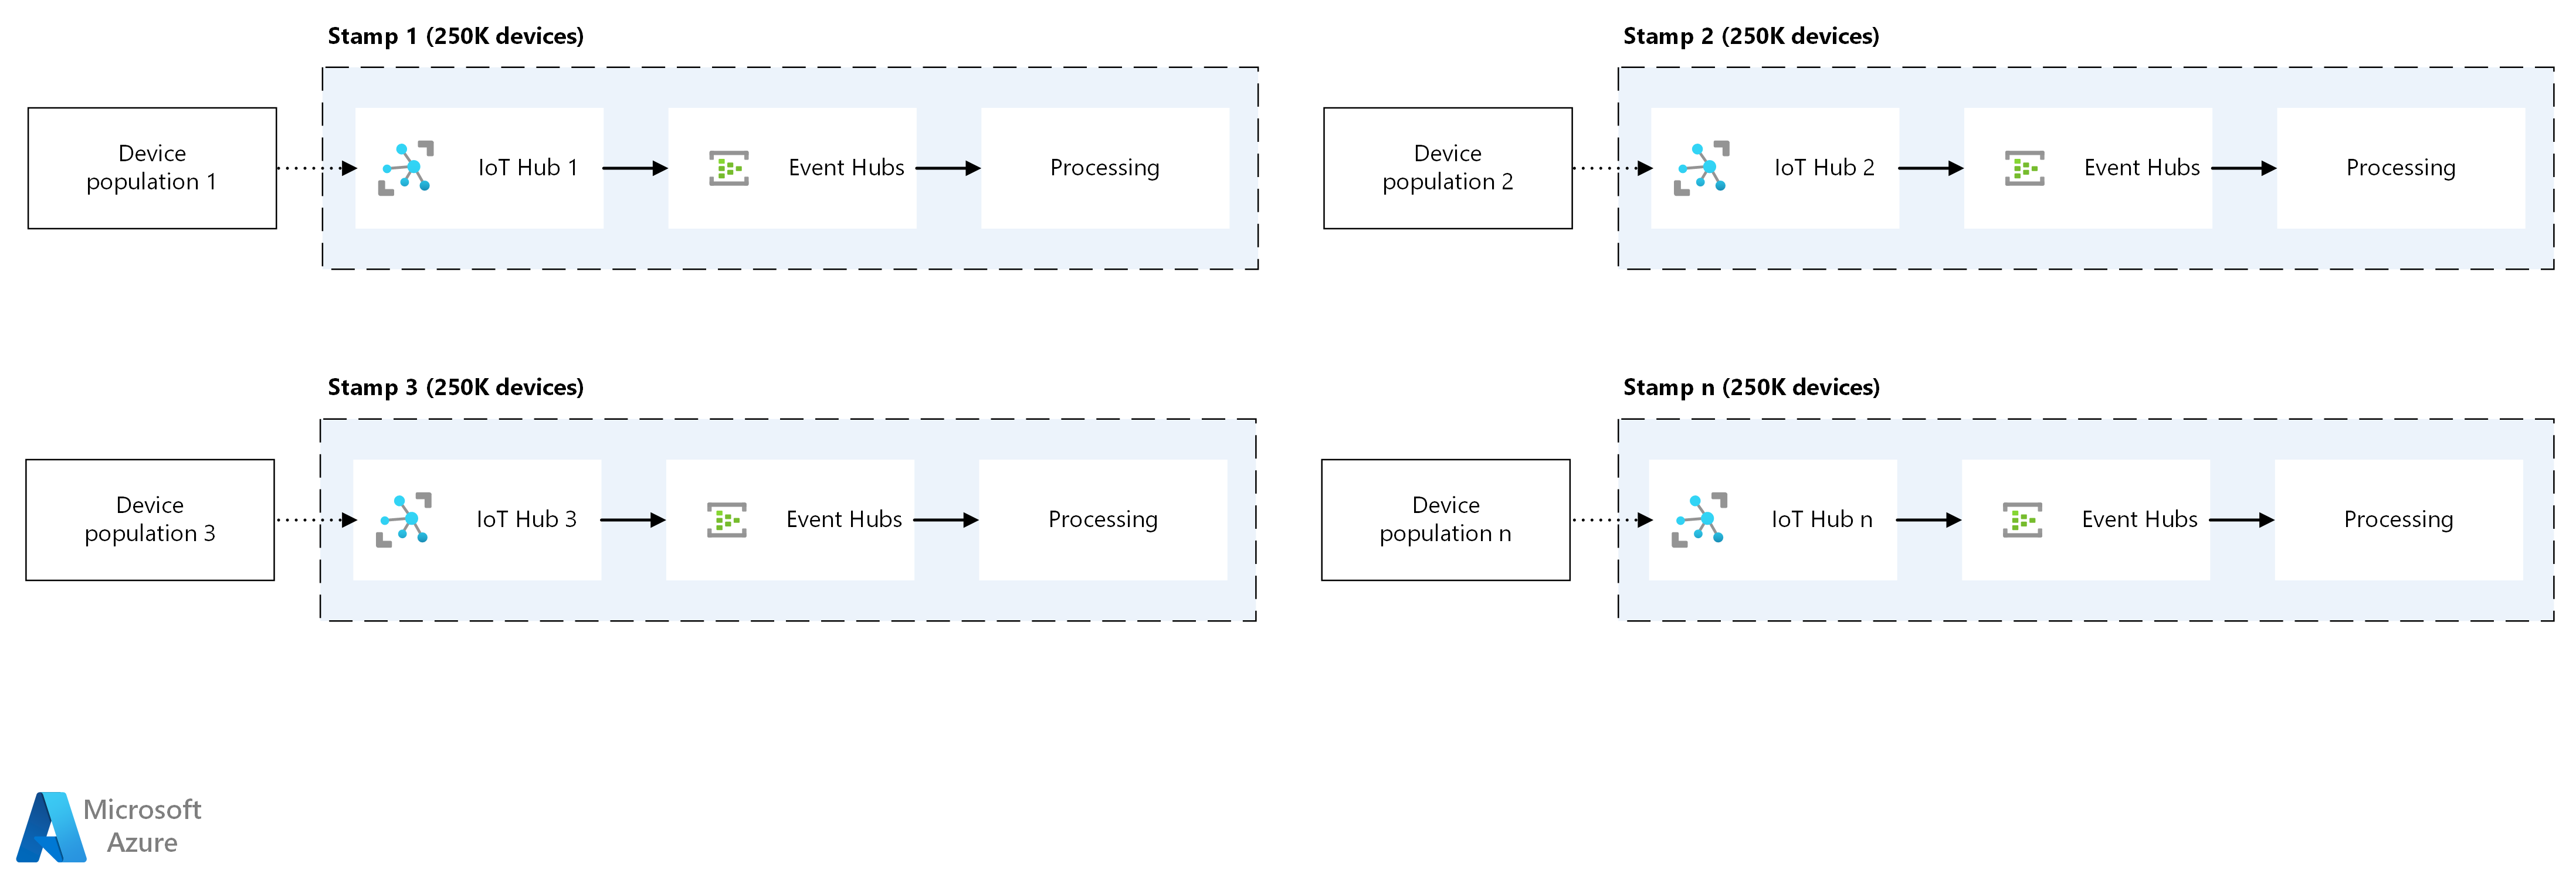 Stamp 1 (250K devices)
Device
population 1
IoT Hub 1
Event Hubs
Processing
Stamp 2 (250K devices)
Device
population 2
IoT Hub 2
Event Hubs
Processing
Stamp 3 (250K devices)
Device
population 3
IoT Hub 3
Event Hubs
Processing
Stamp n (250K devices)
Device
population n
IoT Hub n
Event Hubs
Processing
Microsoft
Azure